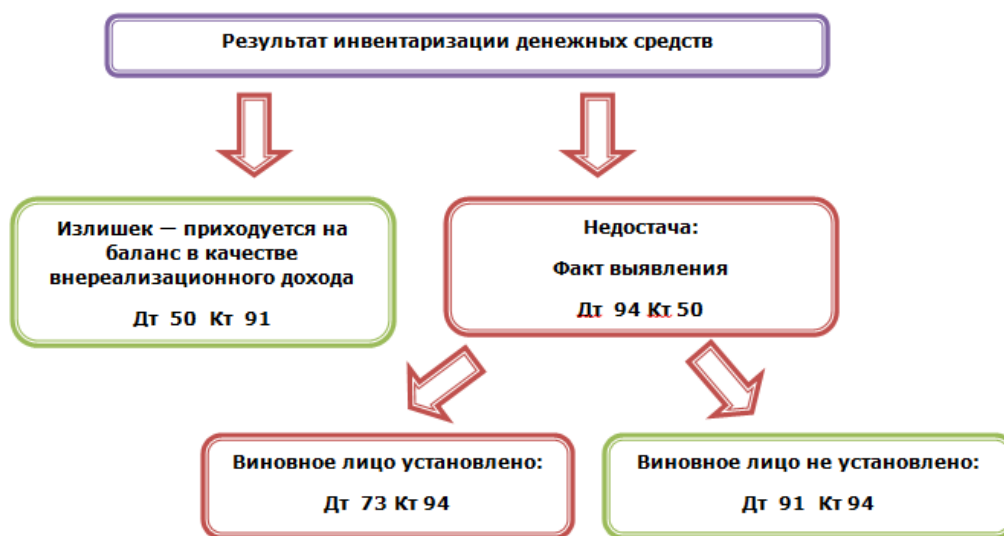 Результат инвентаризации денежных средств
Излишек — приходуется на
баланс в качестве
внереализационного дохода
Дт 50 Кт 91
Недостача:
Факт выявления
Дт 94 Кт 50
Виновное лицо установлено:
Дт 73 Кт 94
Виновное лицо не установлено:
Дт 91 Кт 94